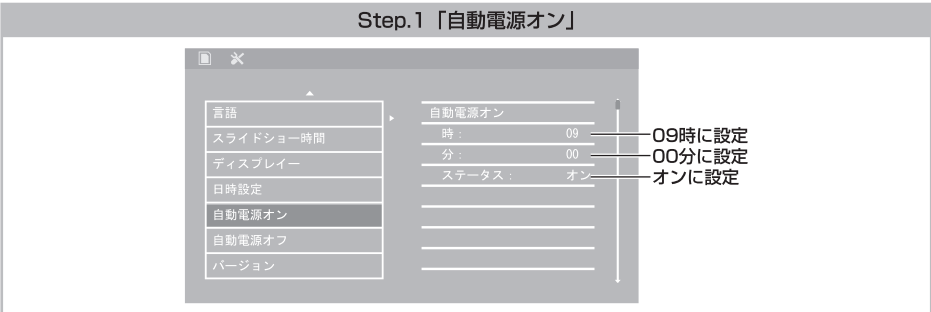 Step.1「自動電源オン」
言語
スライドショー時間
ディスプレイー
日時設定
自動電源オン
自動電源オフ
バージョン
自動電源オン
時： 09
分： 00
ステータス： オン
09時に設定
00分に設定
オンに設定